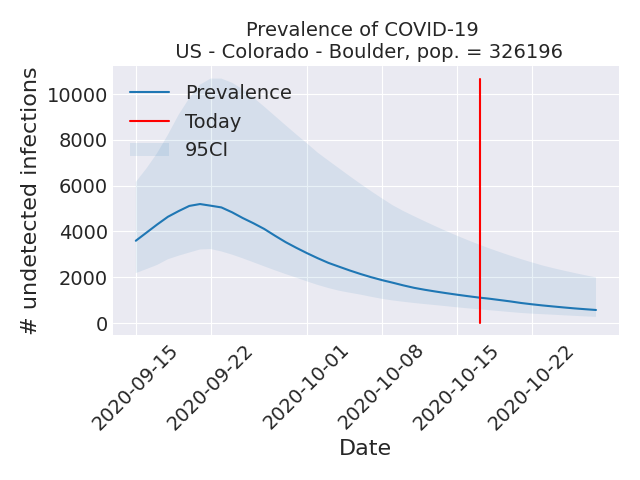 Prevalence of COVID-19
US - Colorado - Boulder, pop. = 326196
# undetected infections
10000
8000
6000
4000
2000
0
Prevalence
Today
95CI
2020-09-15
2020-09-22
2020-10-01
2020-10-08
2020-10-15
2020-10-22
Date